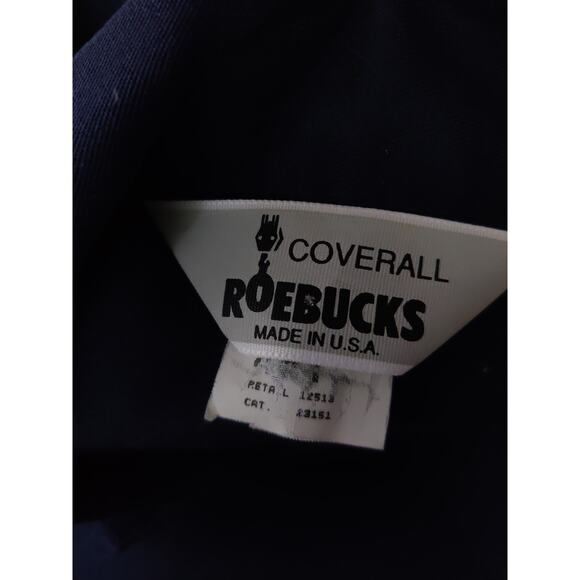 COVERALL
ROEBUCKS
MADE IN U.S.A.
RETAIL 12513
CAT. 23151